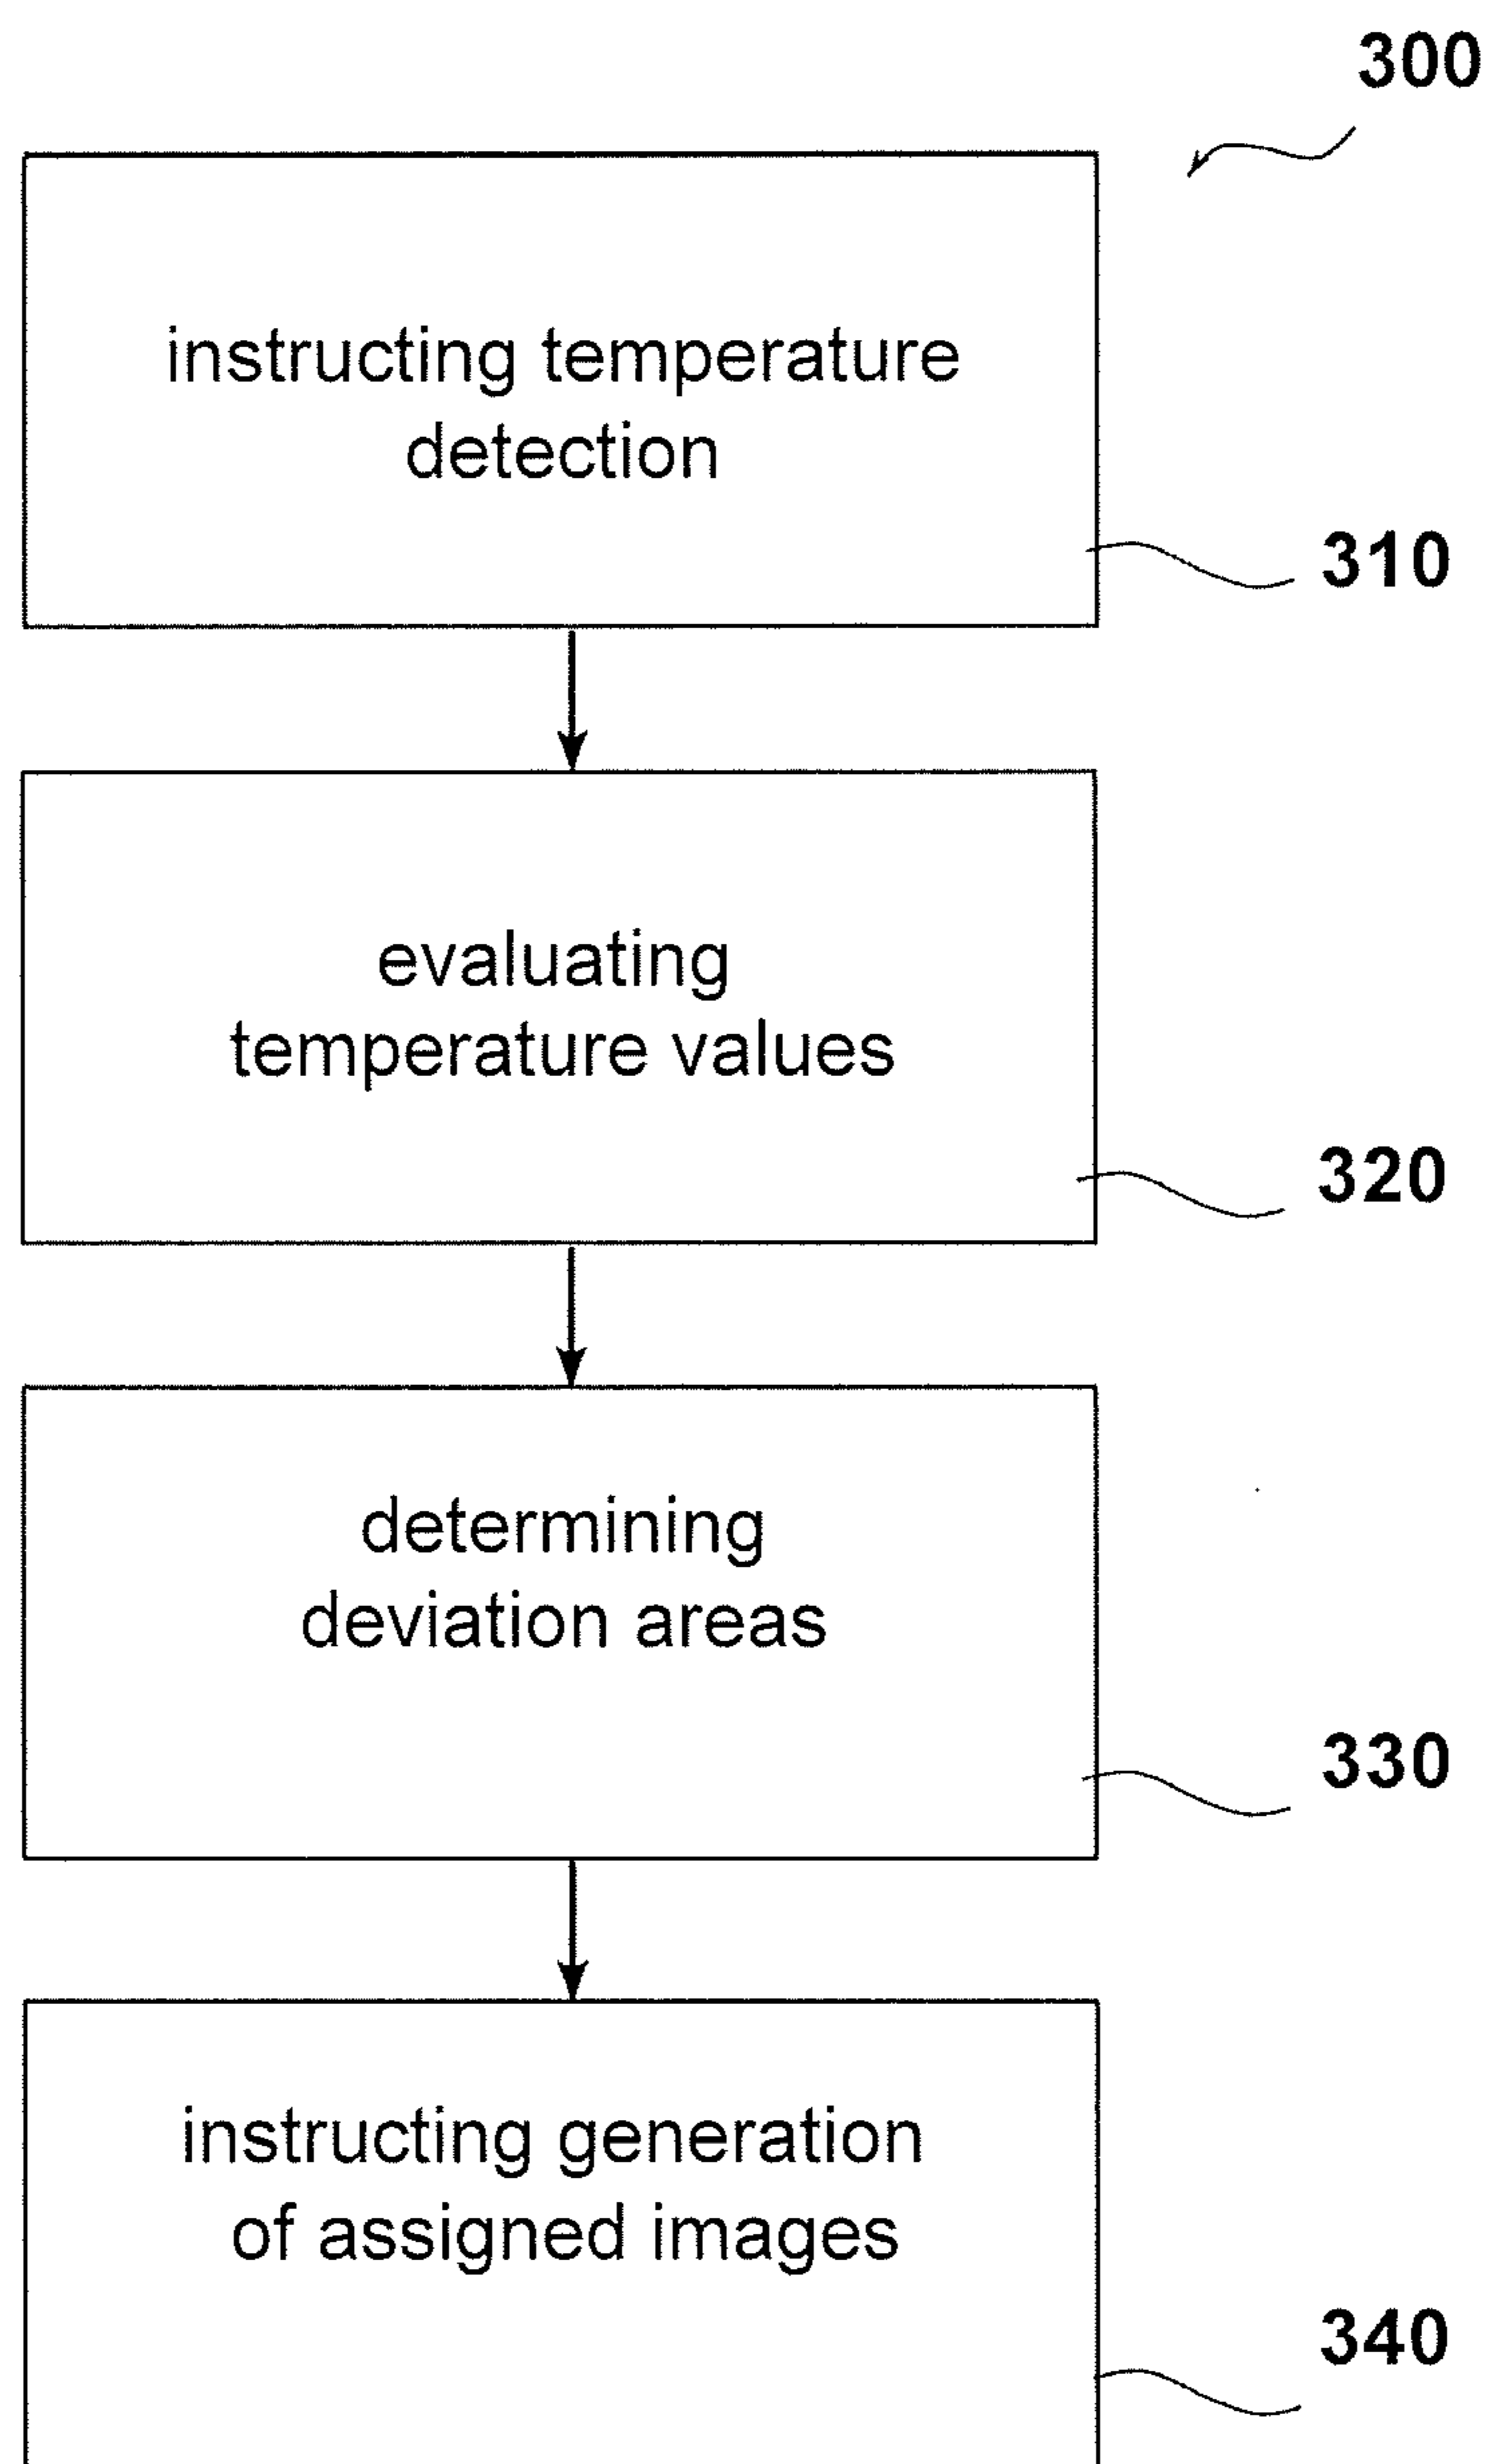 300
instructing temperature
detection
310
evaluating
temperature values
320
determining
deviation areas
330
instructing generation
of assigned images
340